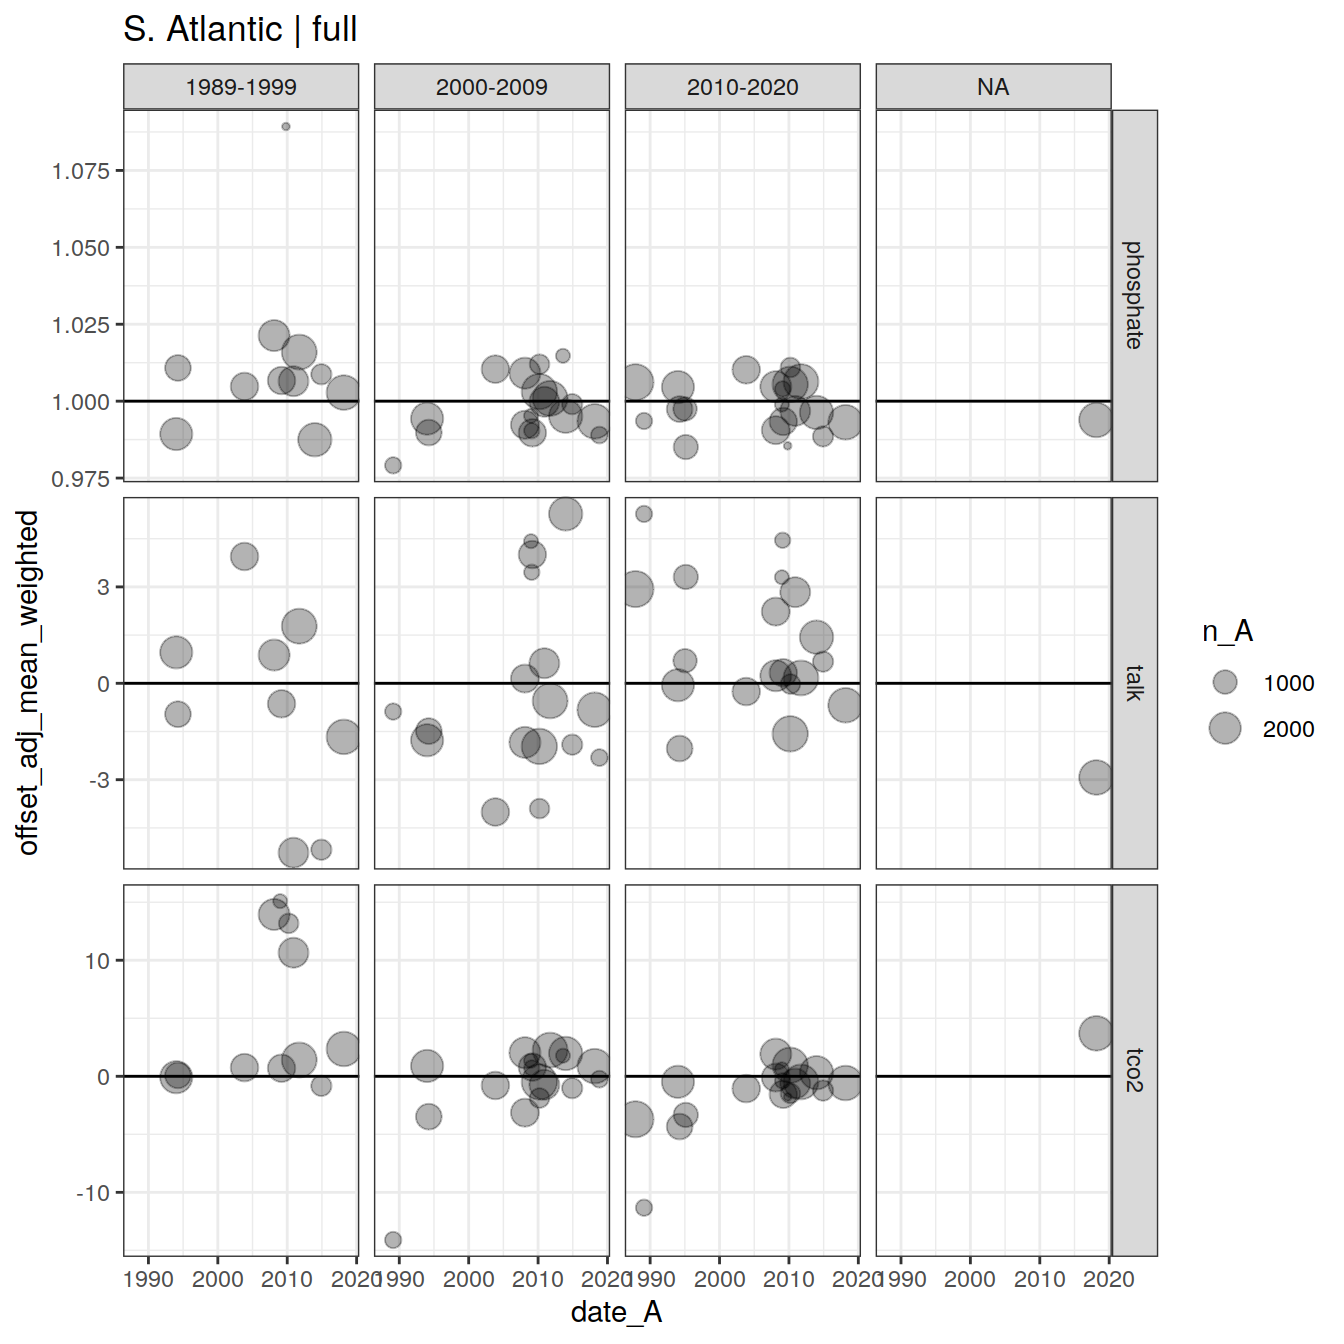 S. Atlantic | full
1989-1999 2000-2009 2010-2020 NA
1.075
1.050
1.025
1.000
0.975
phosphate
3
0
-3
talk
10
0
-10
tco2
offset_adj_mean_weighted
1990 2000 2010 2020 1990 2000 2010 2020 1990 2000 2010 2020 1990 2000 2010 2020
date_A
n_A
1000
2000